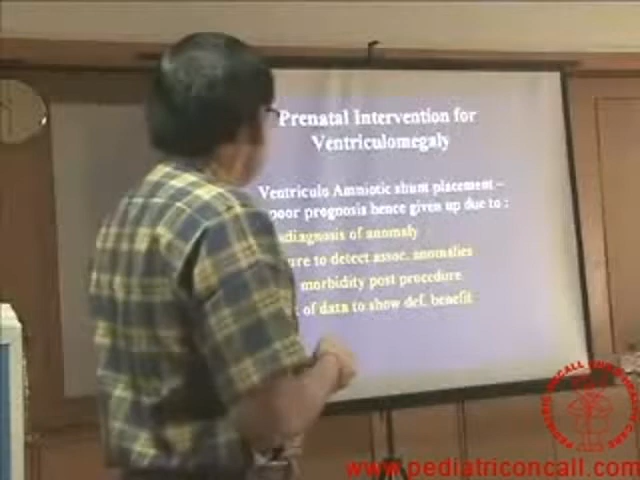 Prenatal Intervention for
Ventriculomegaly
Ventriculo Amniotic shunt placement –
poor prognosis hence given up due to :
diagnosis of anomaly
ure to detect assoc. anomalies
morbidity post procedure
of data to show def. benefit
www.pediatriconcall.com